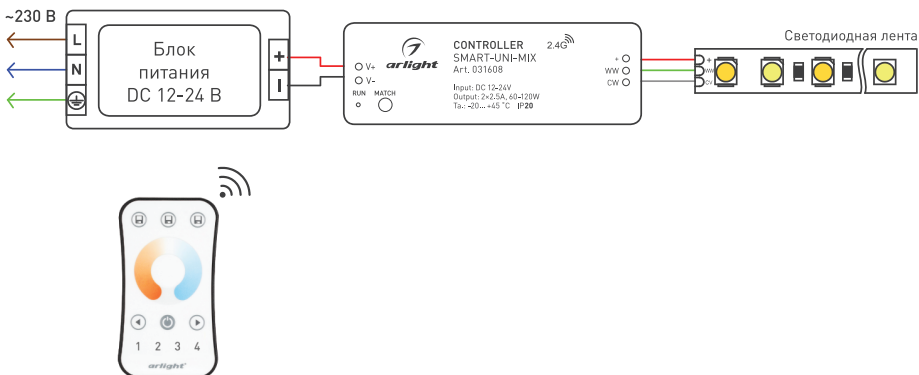 ~230 В
L
N
Блок
питания
DC 12-24 В
+
−
arlight
V+
V-
RUN MATCH
CONTROLLER 2.4G
SMART-UNI-MIX
Art. 031608
Input: DC 12-24V
Output: 2×2.5A, 60-120W
Ta.: -20... +45 °C IP20
+
WW
CW
Светодиодная лента
+
WW
1 2 3 4
arlight